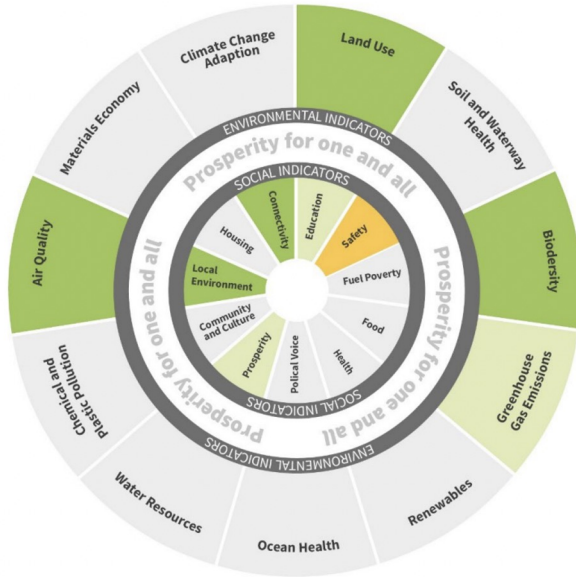 Land Use
Soil and Waterway
Health
Biodersity
Greenhouse
Gas Emissions
Renewables
Ocean Health
Water Resources
Chemical and
Plastic Pollution
Air Quality
Materials Economy
Climate Change
Adaption
ENVIRONMENTAL INDICATORS
Prosperity for one and all
Prosperity for one and all
Prosperity for one and all
SOCIAL INDICATORS
Education
Safety
Fuel Poverty
Food
Health
Polical Voice
Prosperity
Community
and Culture
Local
Environment
Housing
Connectivity
SOCIAL INDICATORS
ENVIRONMENTAL INDICATORS